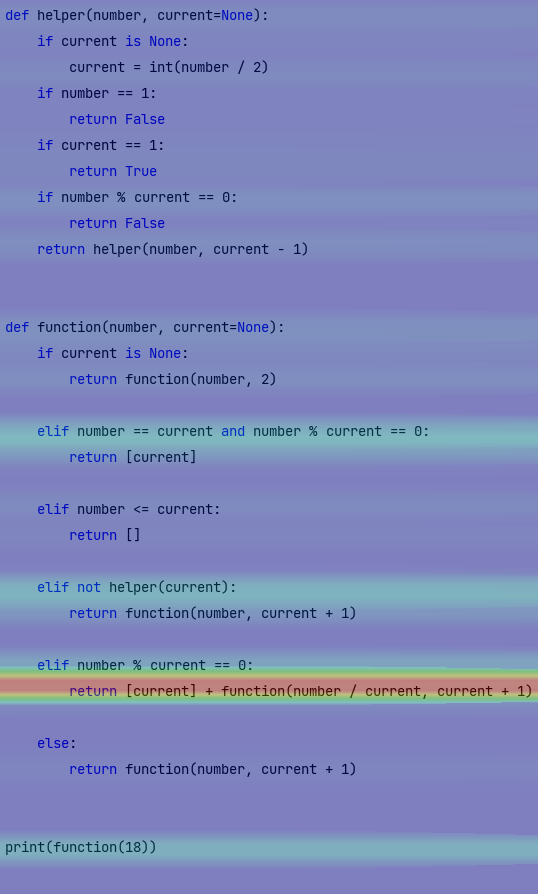 def helper(number, current=None):
    if current is None:
        current = int(number / 2)
    if number == 1:
        return False
    if current == 1:
        return True
    if number % current == 0:
        return False
    return helper(number, current - 1)
def function(number, current=None):
    if current is None:
        return function(number, 2)
    elif number == current and number % current == 0:
        return [current]
    elif number <= current:
        return []
    elif not helper(current):
        return function(number, current + 1)
    elif number % current == 0:
        return [current] + function(number / current, current + 1)
    else:
        return function(number, current + 1)
print(function(18))